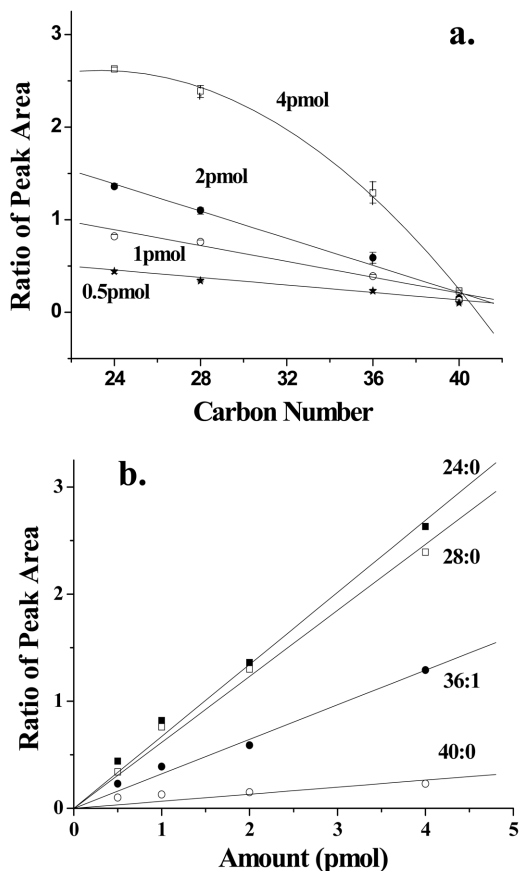 a.
3
2
1
0
Ratio of Peak Area
4pmol
2pmol
1pmol
0.5pmol
24
28
32
36
40
Carbon Number
b.
3
2
1
0
Ratio of Peak Area
24:0
28:0
36:1
40:0
0
1
2
3
4
5
Amount (pmol)